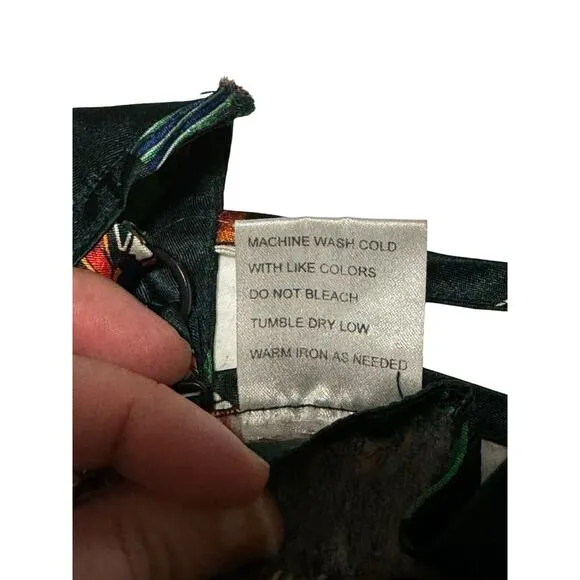 MACHINE WASH COLD
WITH LIKE COLORS
DO NOT BLEACH
TUMBLE DRY LOW
WARM IRON AS NEEDED